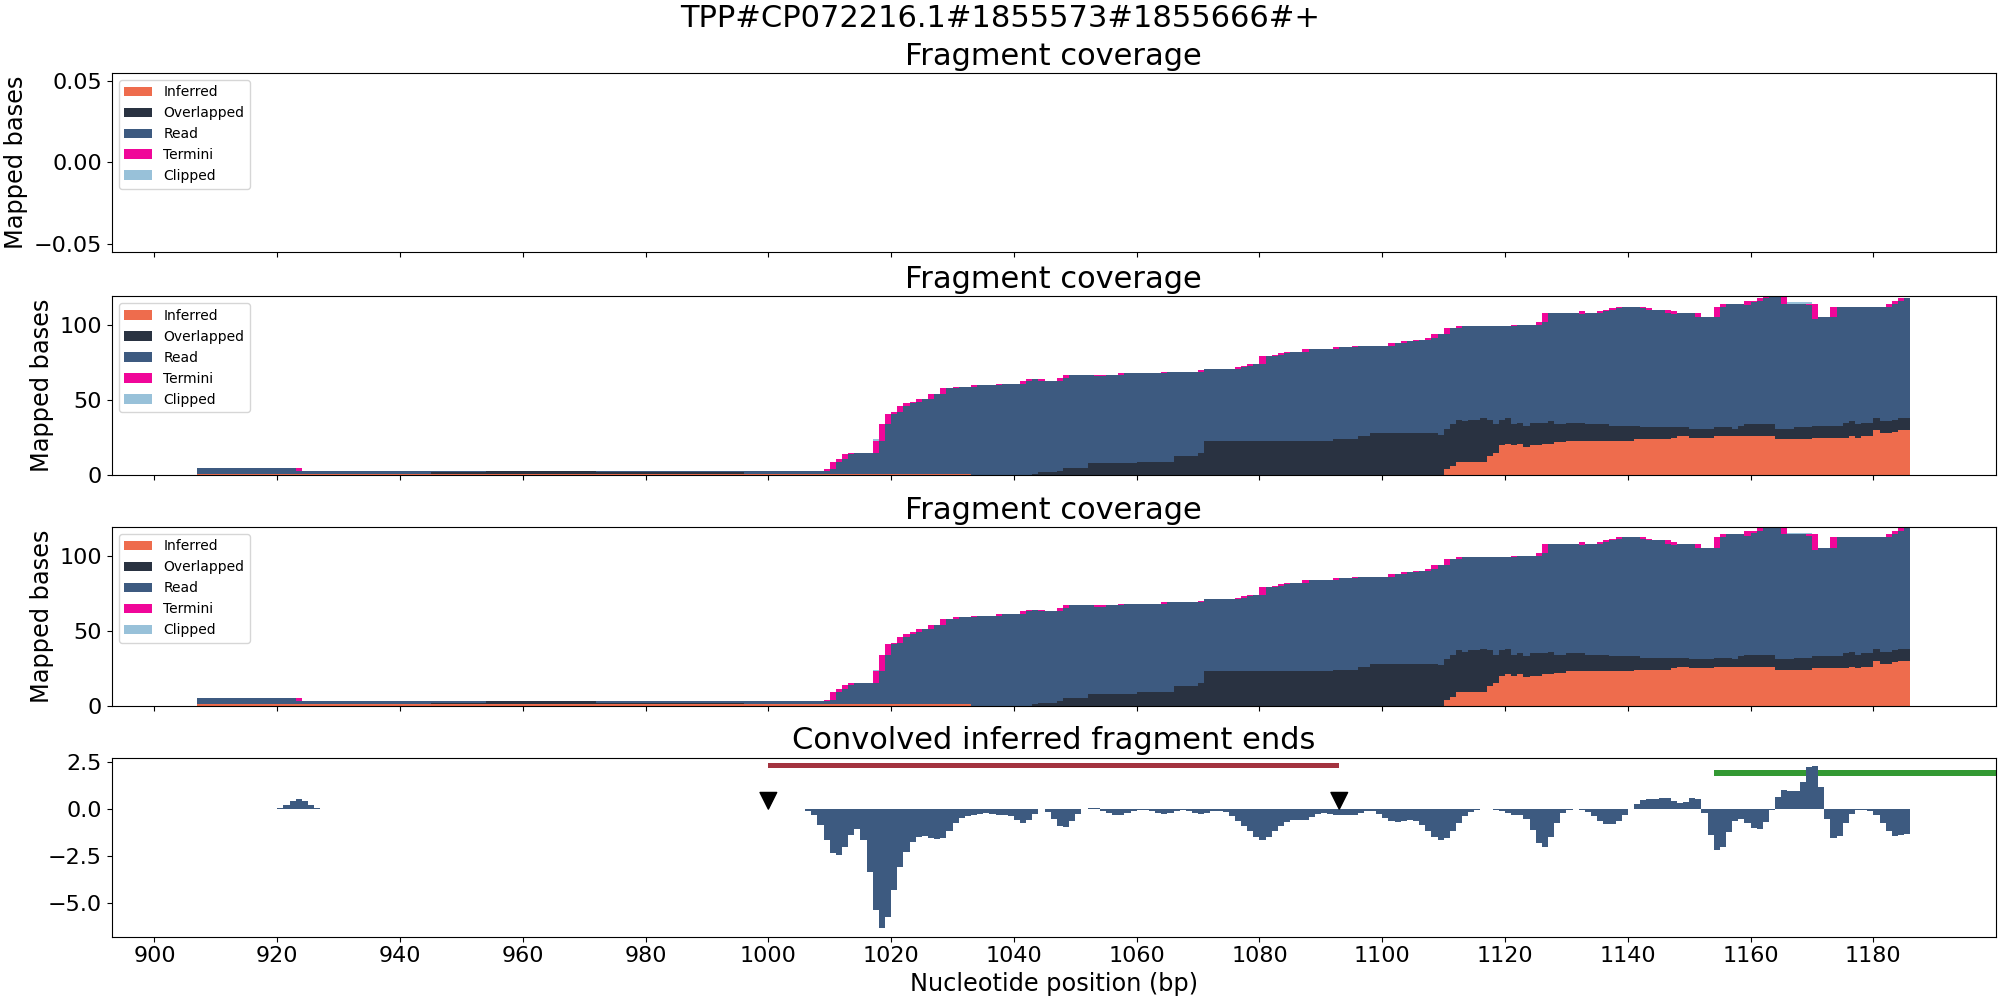 TPP#CP072216.1#1855573#1855666#+
Fragment coverage
Mapped bases
0.05
0.00
−0.05
Inferred
Overlapped
Read
Termini
Clipped
Fragment coverage
Mapped bases
100
50
0
Inferred
Overlapped
Read
Termini
Clipped
Fragment coverage
Mapped bases
100
50
0
Inferred
Overlapped
Read
Termini
Clipped
Convolved inferred fragment ends
2.5
0.0
−2.5
−5.0
900 920 940 960 980 1000 1020 1040 1060 1080 1100 1120 1140 1160 1180
Nucleotide position (bp)